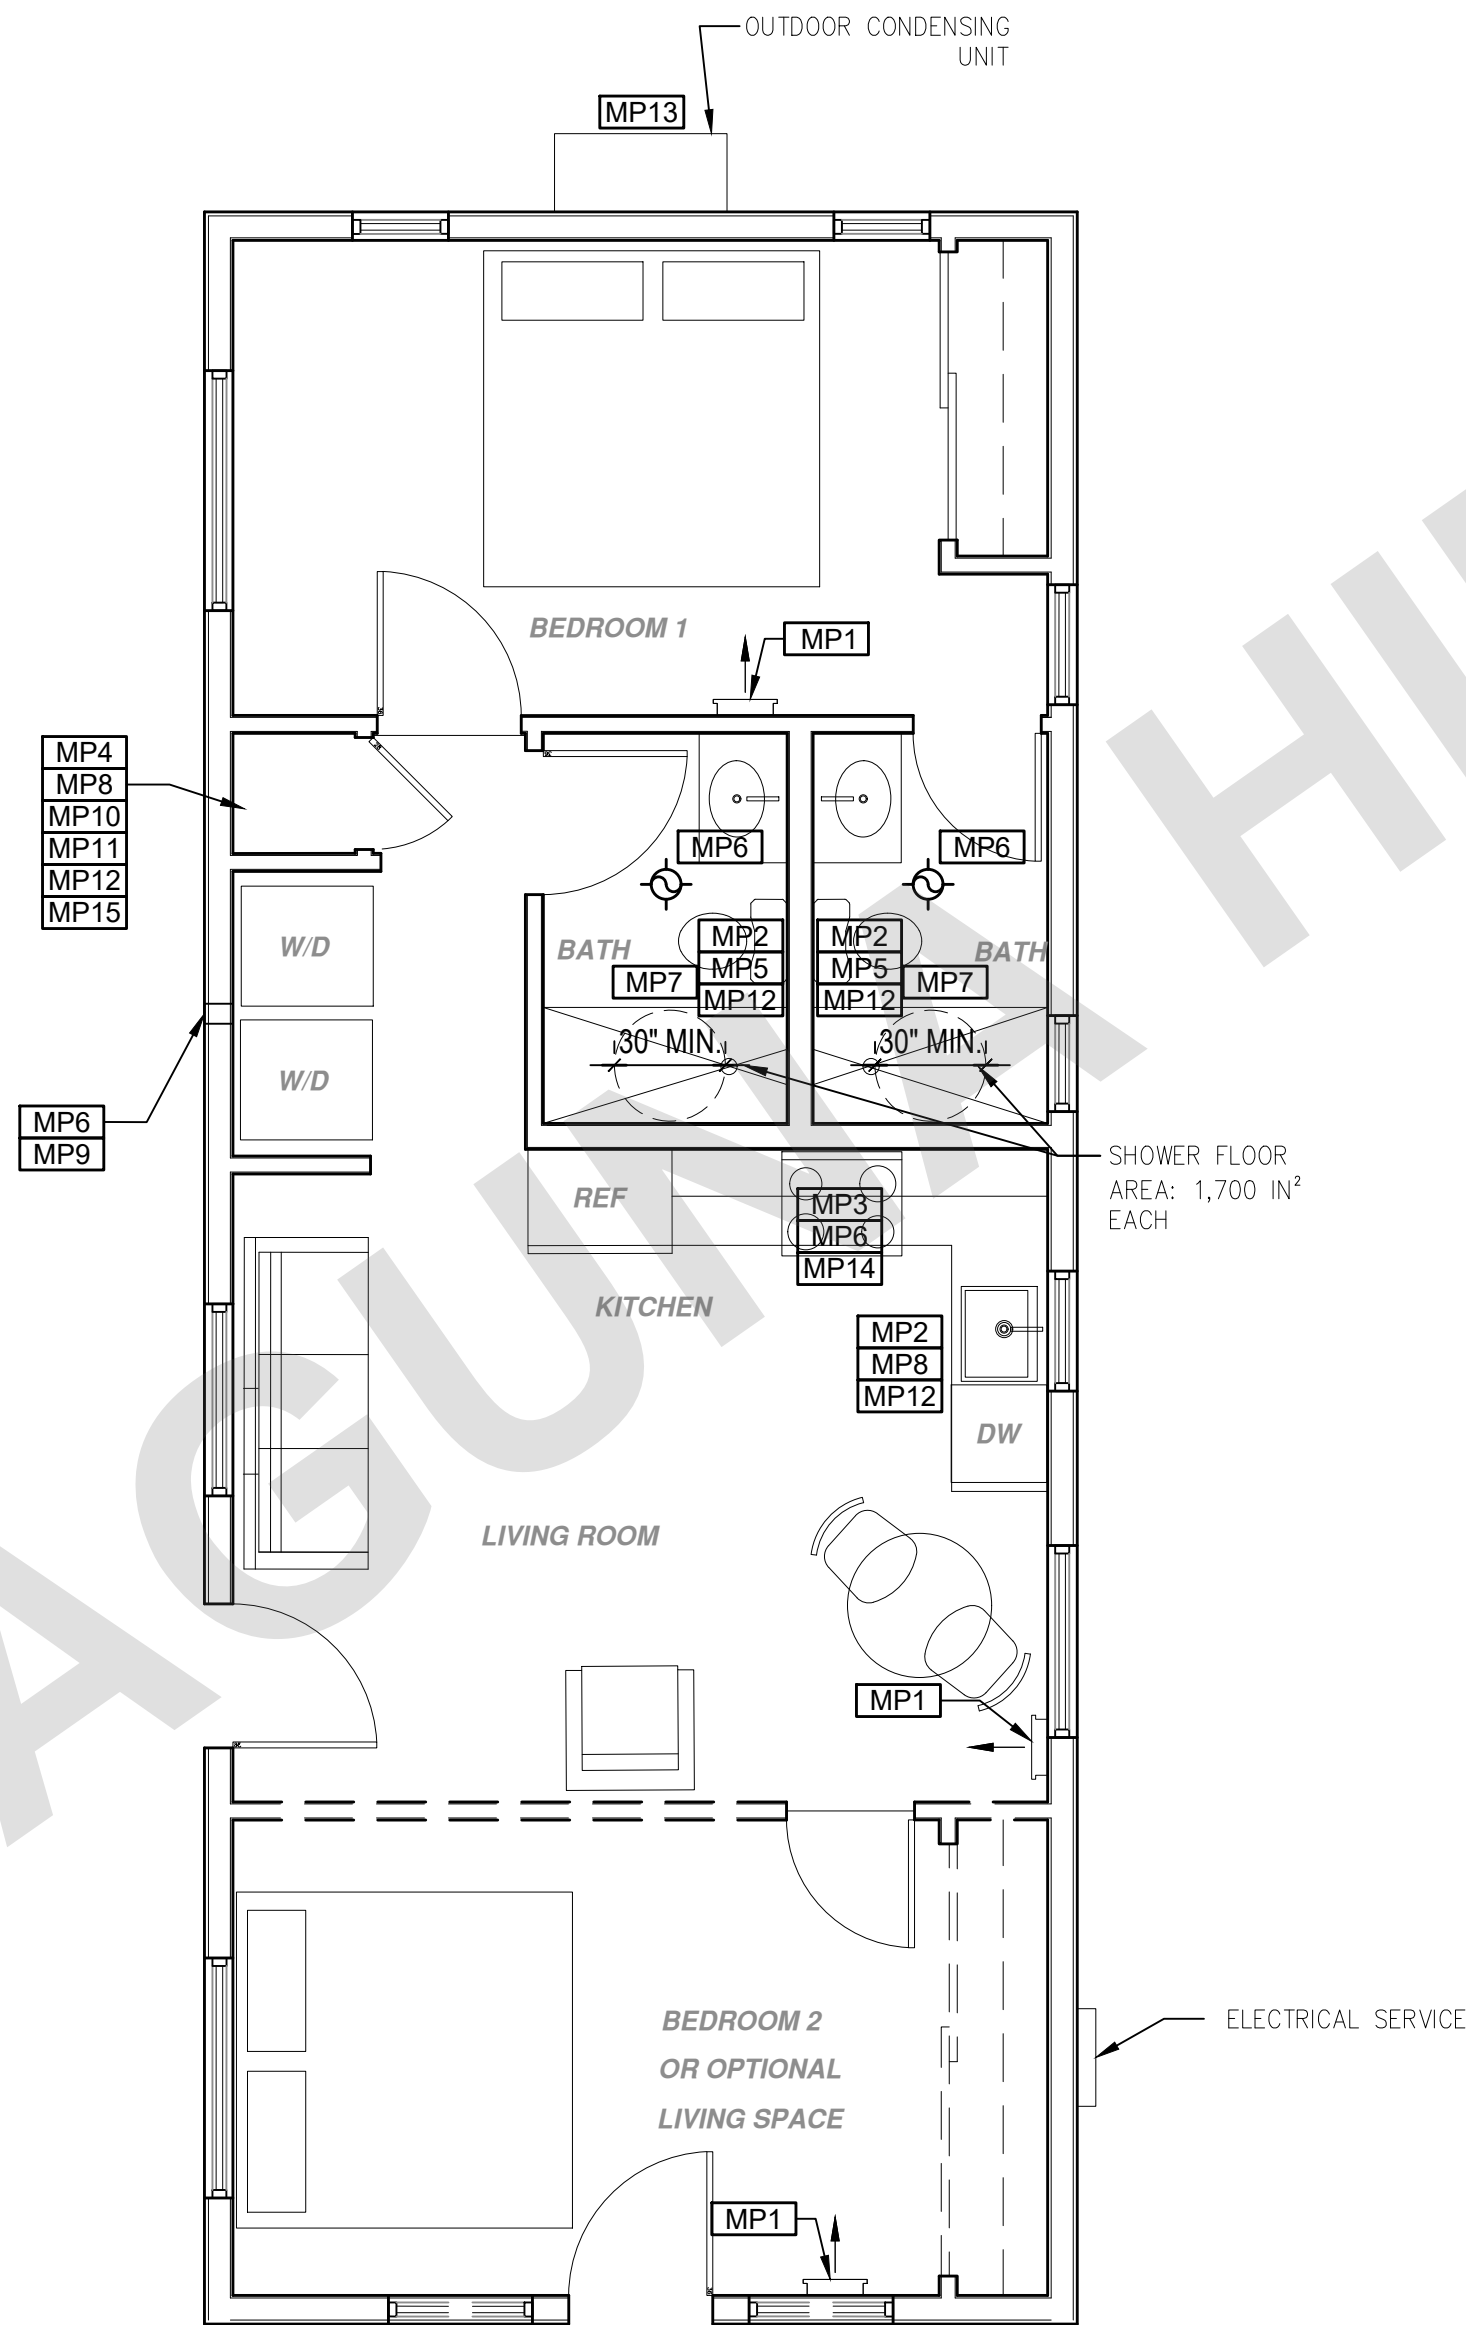 OUTDOOR CONDENSING
UNIT
MP13
BEDROOM 1
MP1
MP4
MP8
MP10
MP11
MP12
MP15
MP6
MP6
W/D
BATH
MP2
MP5
MP12
MP7
MP2
MP5
MP12
MP7
BATH
30" MIN.
30" MIN.
W/D
MP6
MP9
SHOWER FLOOR
AREA: 1,700 IN²
EACH
REF
MP3
MP6
MP14
KITCHEN
MP2
MP8
MP12
DW
LIVING ROOM
MP1
BEDROOM 2
OR OPTIONAL
LIVING SPACE
ELECTRICAL SERVICE
MP1
AGUNA HI